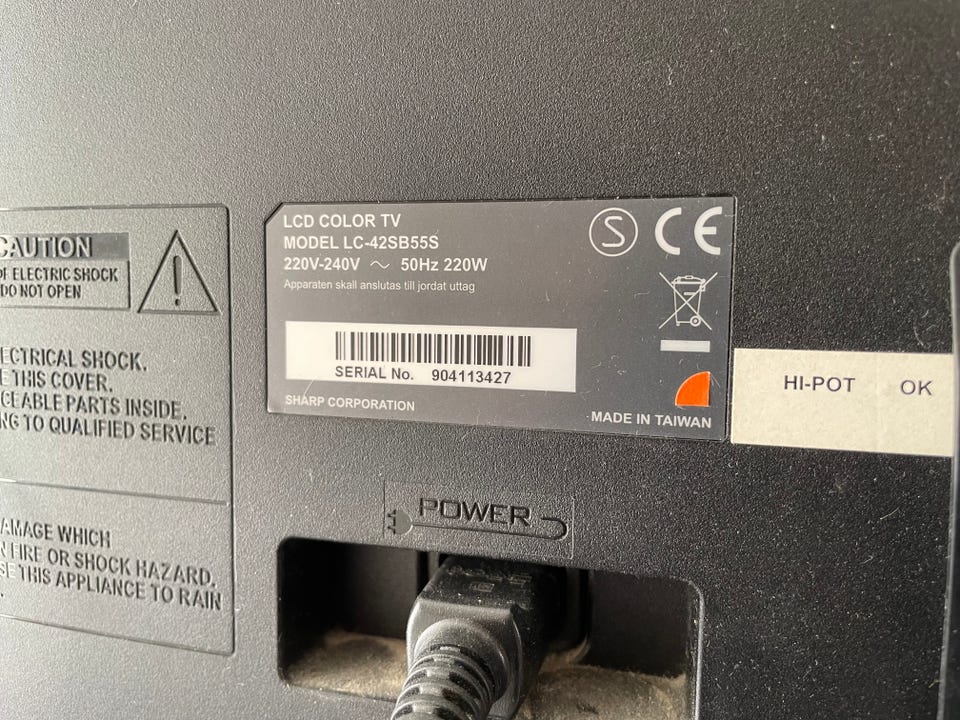 CAUTION
OF ELECTRIC SHOCK
DO NOT OPEN
ECTRICAL SHOCK.
E THIS COVER.
CEABLE PARTS INSIDE.
NG TO QUALIFIED SERVICE
AMAGE WHICH
N FIRE OR SHOCK HAZARD.
SE THIS APPLIANCE TO RAIN
LCD COLOR TV
MODEL LC-42SB55S
220V-240V ~ 50Hz 220W
Apparaten skall anslutas till jordat uttag
S CE
SERIAL No. 904113427
SHARP CORPORATION
MADE IN TAIWAN
HI-POT OK
POWER